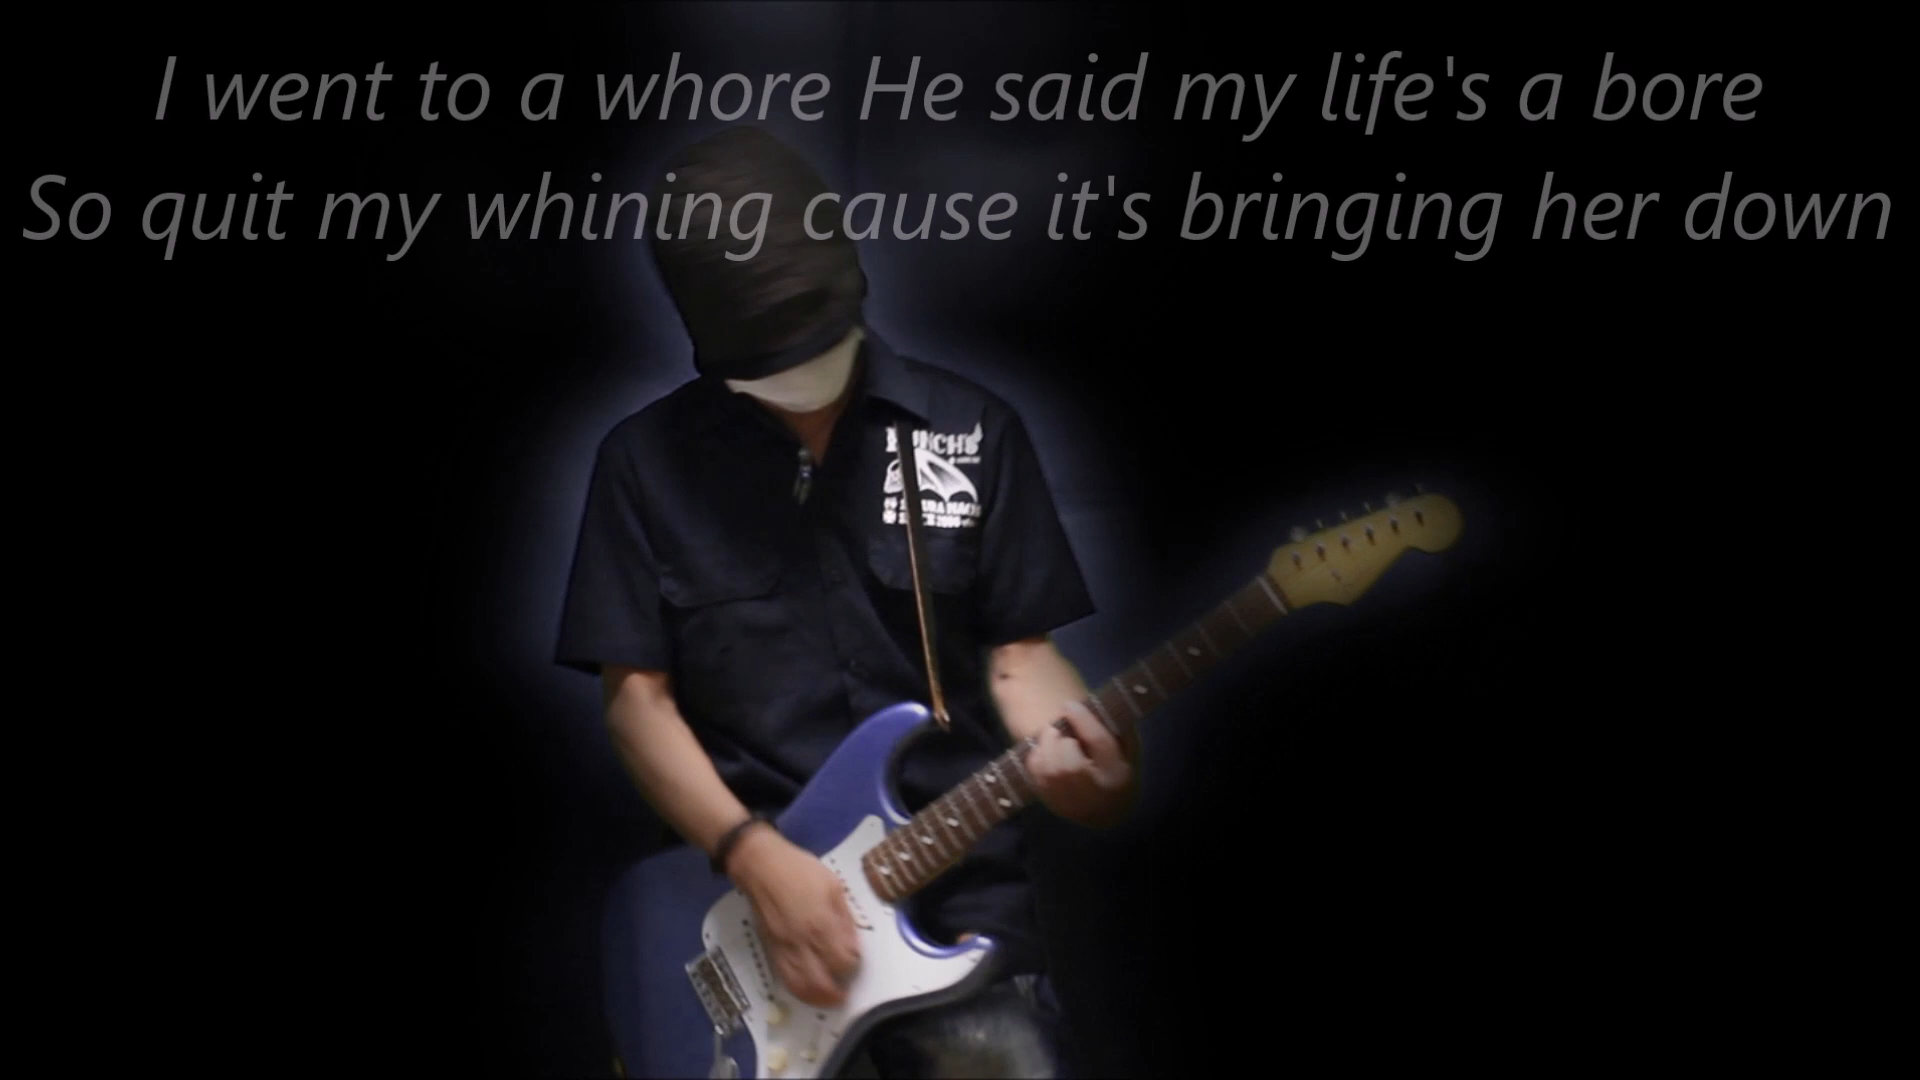 I went to a whore He said my life's a bore
So quit my whining cause it's bringing her down